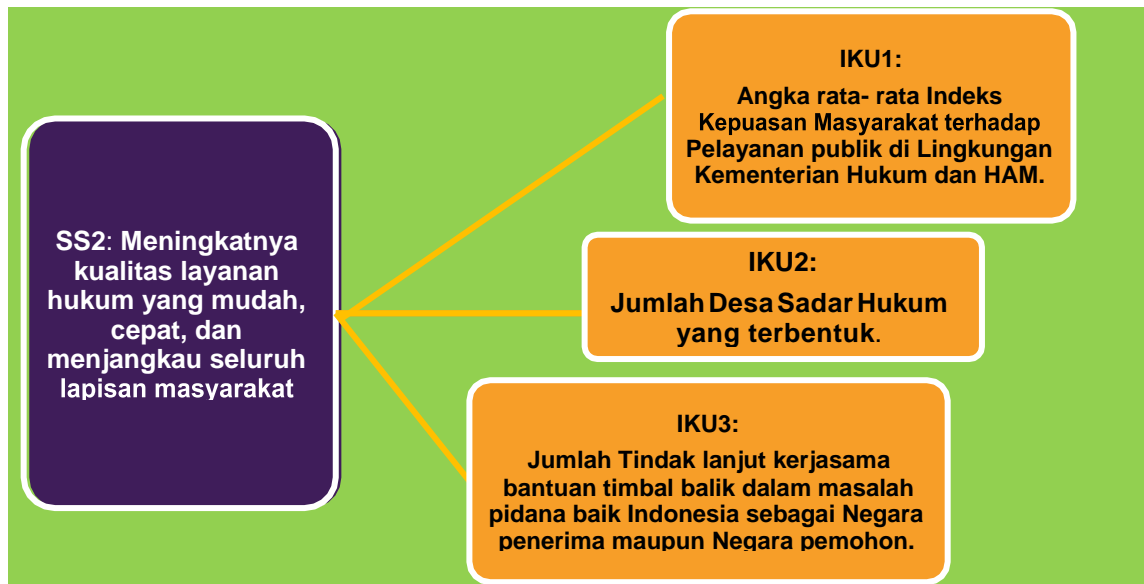 SS2: Meningkatnya
kualitas layanan
hukum yang mudah,
cepat, dan
menjangkau seluruh
lapisan masyarakat
IKU1:
Angka rata- rata Indeks
Kepuasan Masyarakat terhadap
Pelayanan publik di Lingkungan
Kementerian Hukum dan HAM.
IKU2:
Jumlah Desa Sadar Hukum
yang terbentuk.
IKU3:
Jumlah Tindak lanjut kerjasama
bantuan timbal balik dalam masalah
pidana baik Indonesia sebagai Negara
penerima maupun Negara pemohon.